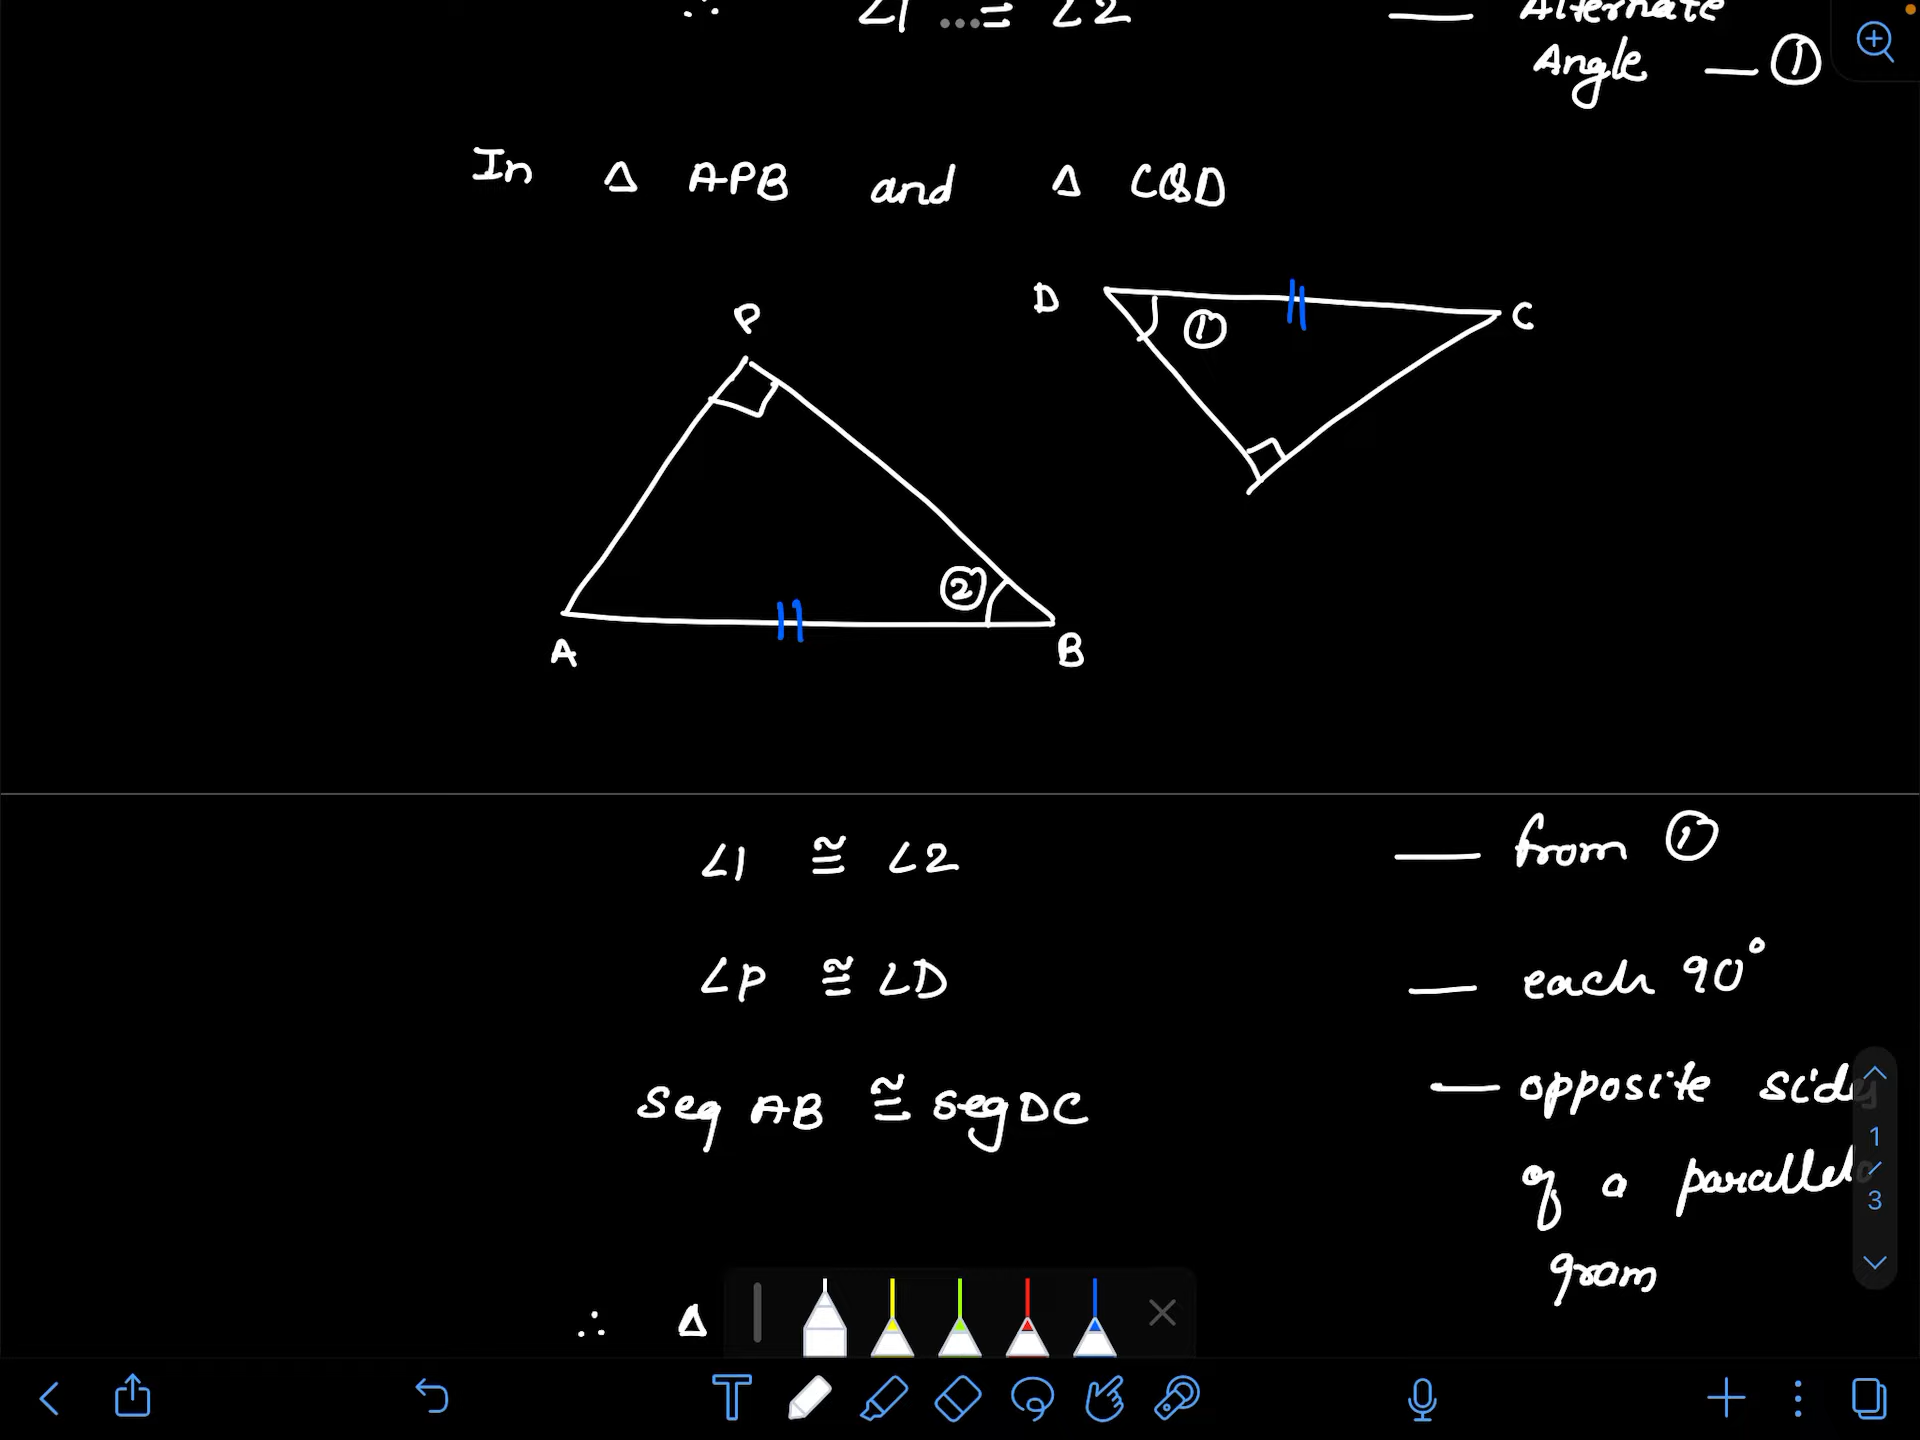 ∴ ∠1 ≅ ∠2 — Alternate
Angle — ①
In Δ APB and Δ CQD
P
D
①
C
②
A
B
∠1 ≅ ∠2 — from ①
∠P ≅ ∠D — each 90°
seg AB ≅ seg DC — opposite side
of a parallelo
gram
∴ Δ
1
/
3
T